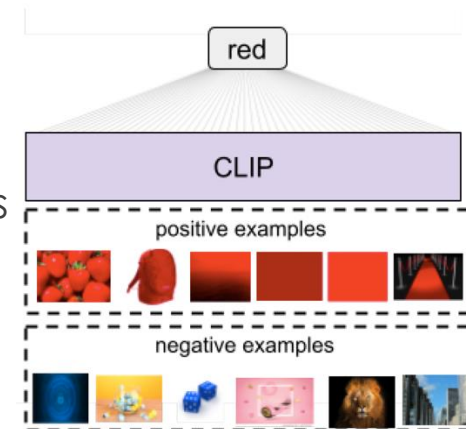 red
CLIP
s
positive examples
negative examples